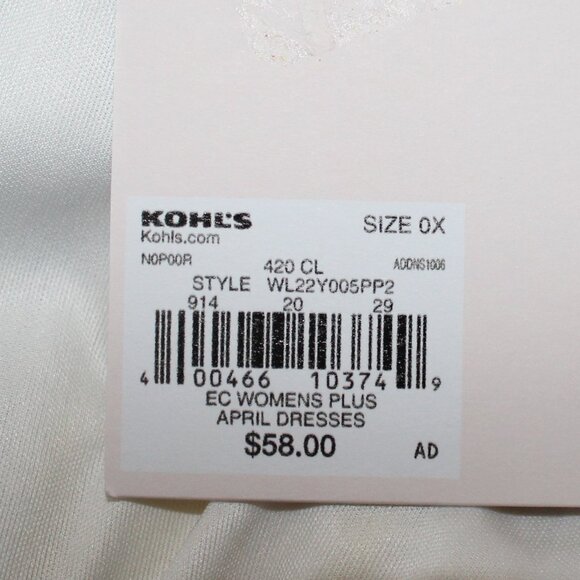 KOHL'S SIZE 0X
Kohls.com
N0P00R 420 CL ADDNS1006
STYLE WL22Y005PP2
914 20 29
4 00466 10374 9
EC WOMENS PLUS
APRIL DRESSES
$58.00 AD